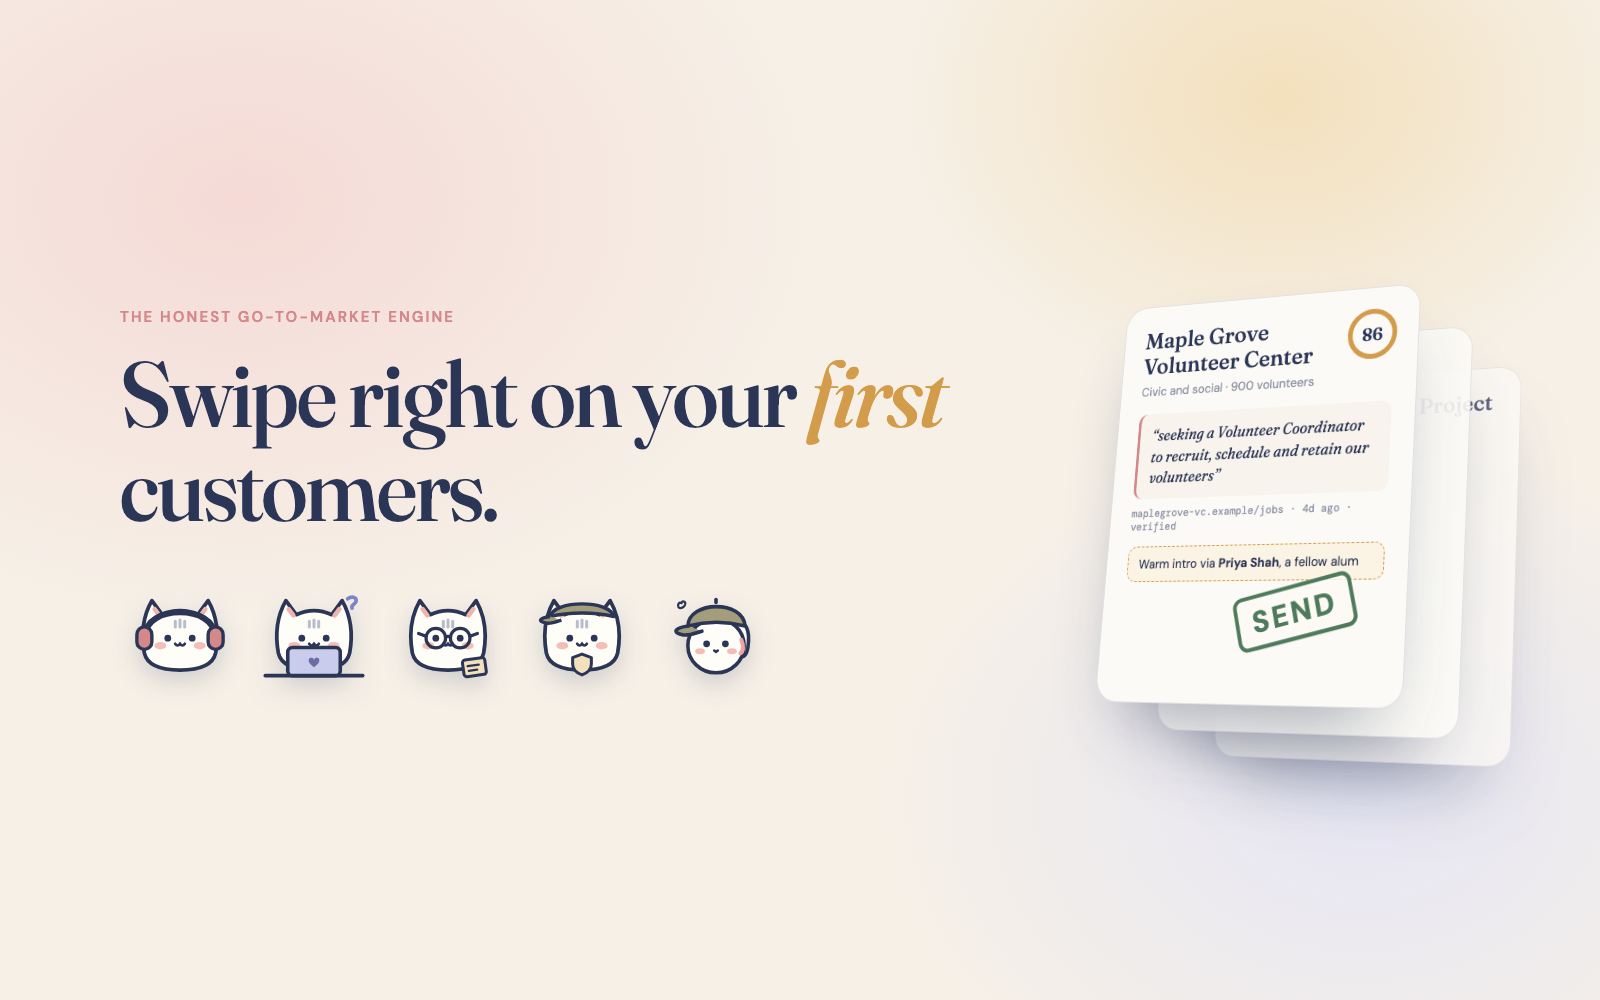 THE HONEST GO-TO-MARKET ENGINE
Swipe right on your first
customers.
?
Maple Grove
Volunteer Center
86
Civic and social · 900 volunteers
“seeking a Volunteer Coordinator
to recruit, schedule and retain our
volunteers”
maplegrove-vc.example/jobs · 4d ago ·
verified
Warm intro via Priya Shah, a fellow alum
SEND
Project